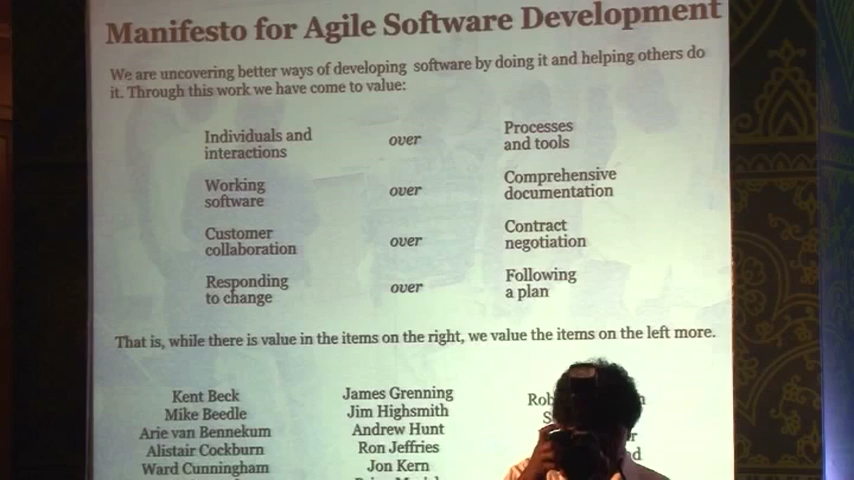 Manifesto for Agile Software Development
We are uncovering better ways of developing software by doing it and helping others do
it. Through this work we have come to value:
Individuals and
interactions
over
Processes
and tools
Working
software
over
Comprehensive
documentation
Customer
collaboration
over
Contract
negotiation
Responding
to change
over
Following
a plan
That is, while there is value in the items on the right, we value the items on the left more.
Kent Beck
Mike Beedle
Arie van Bennekum
Alistair Cockburn
Ward Cunningham
James Grenning
Jim Highsmith
Andrew Hunt
Ron Jeffries
Jon Kern